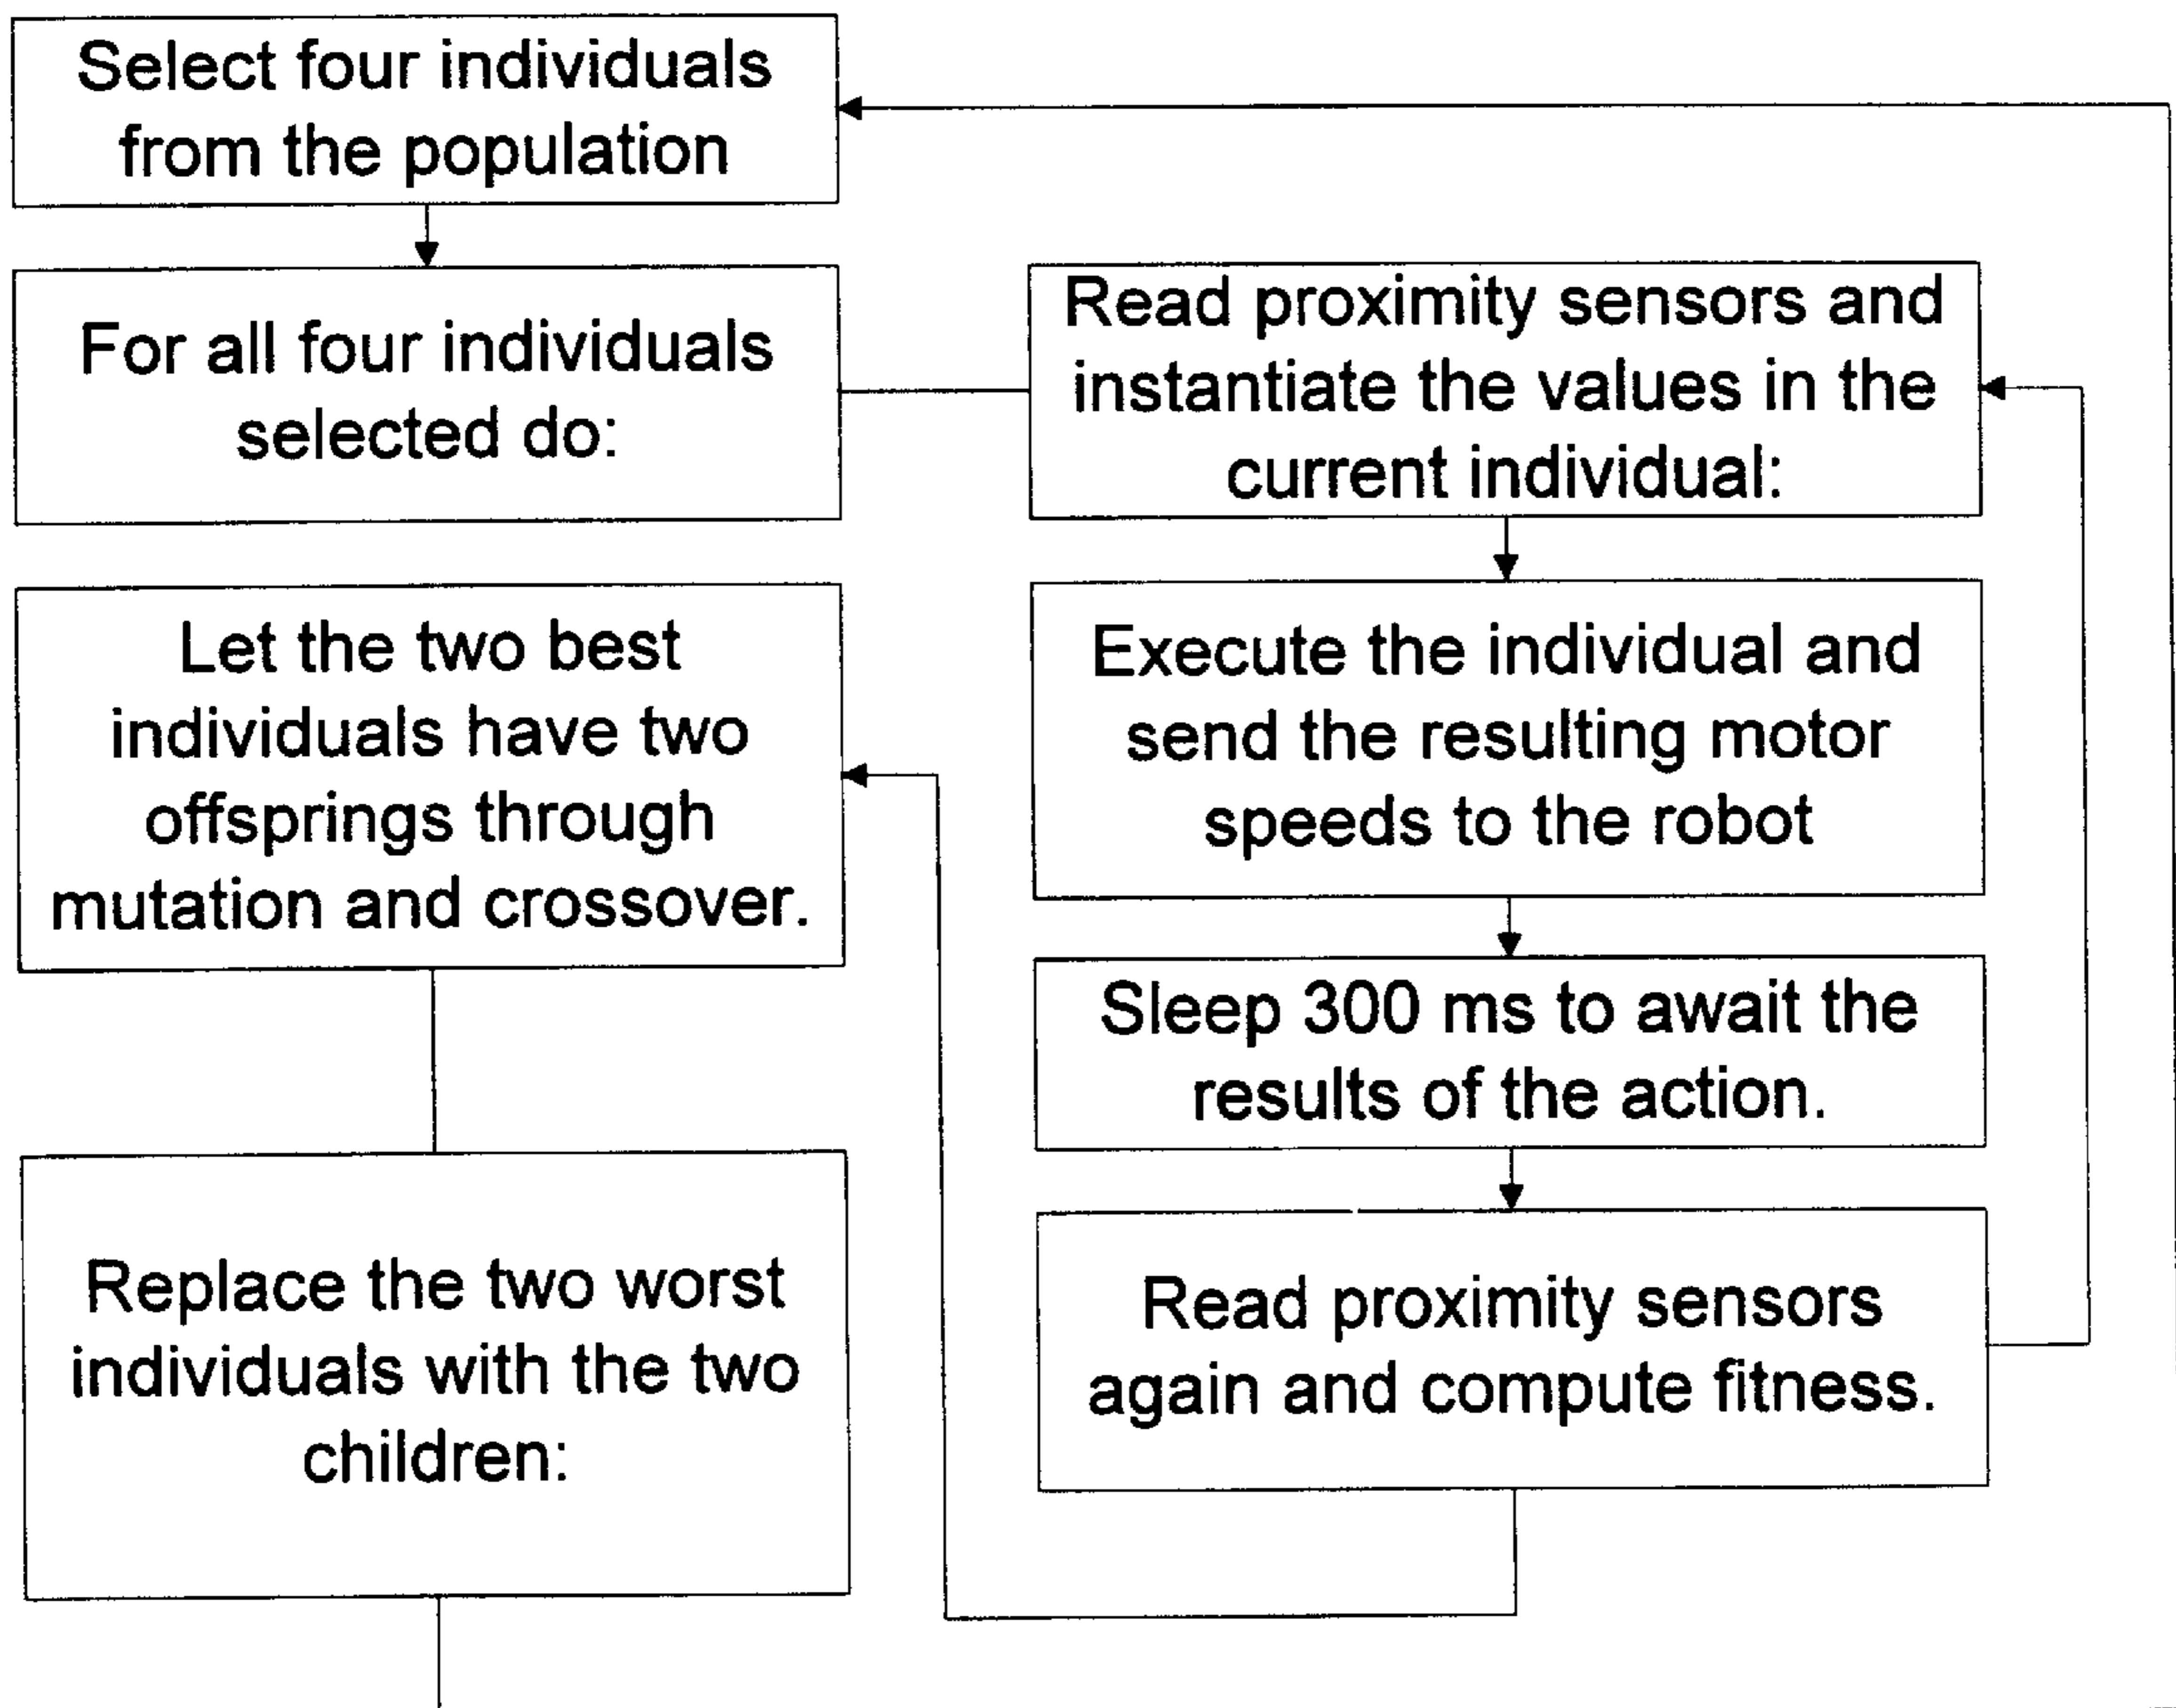 Select four individuals
from the population
For all four individuals
selected do:
Read proximity sensors and
instantiate the values in the
current individual:
Execute the individual and
send the resulting motor
speeds to the robot
Sleep 300 ms to await the
results of the action.
Read proximity sensors
again and compute fitness.
Let the two best
individuals have two
offsprings through
mutation and crossover.
Replace the two worst
individuals with the two
children: